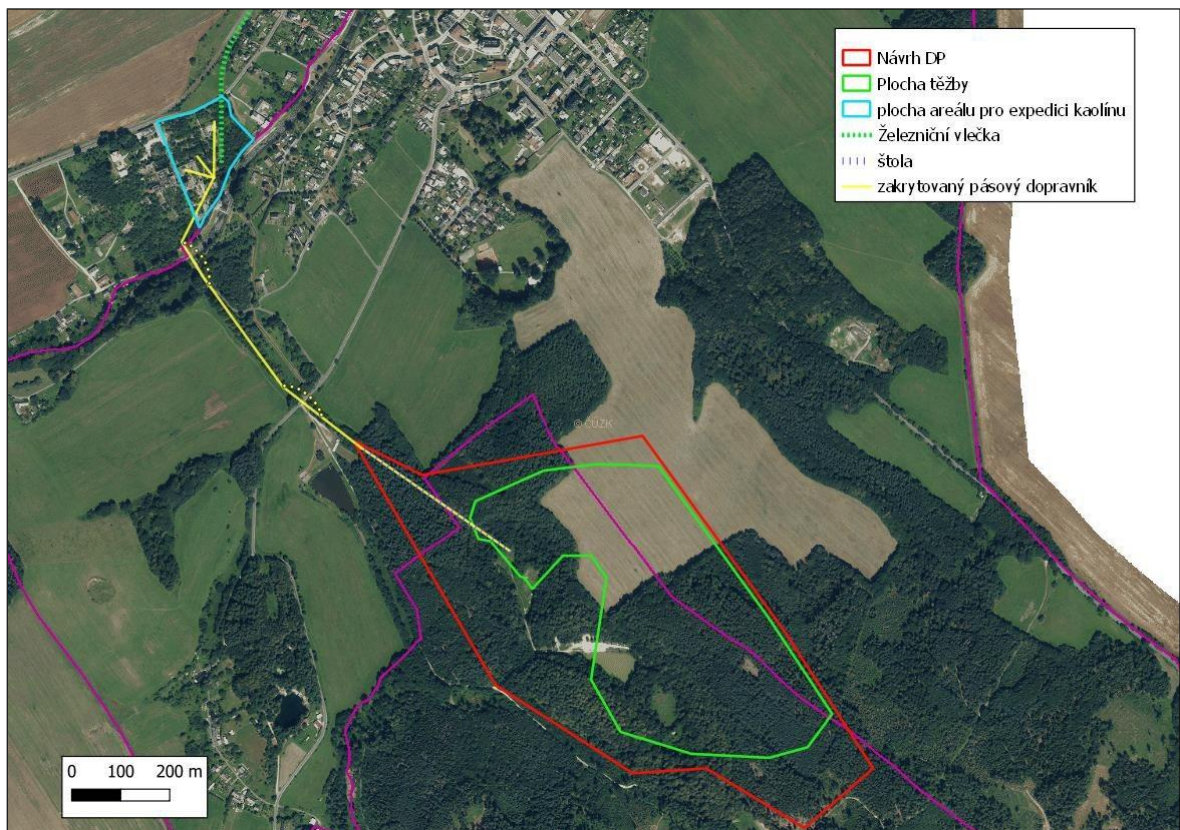 Návrh DP
Plocha těžby
plocha areálu pro expedici kaolínu
Železniční vlečka
štola
zakrytovaný pásový dopravník
© ČÚZK
0 100 200 m